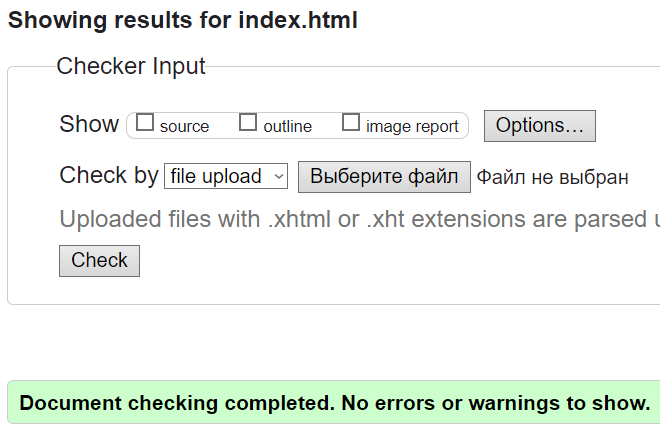 Showing results for index.html
Checker Input
Show source outline image report Options...
Check by file upload Выберите файл Файл не выбран
Uploaded files with .xhtml or .xht extensions are parsed
Check
Document checking completed. No errors or warnings to show.